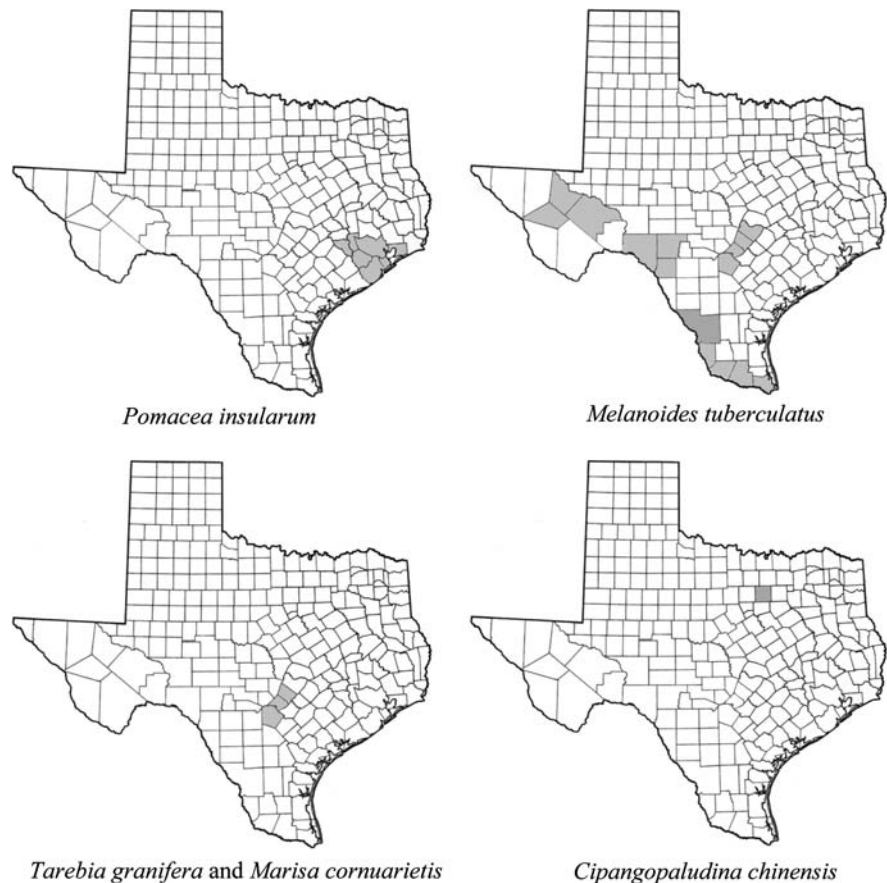 Pomacea insularum
Melanoides tuberculatus
Tarebia granifera and Marisa cornuarietis
Cipangopaludina chinensis